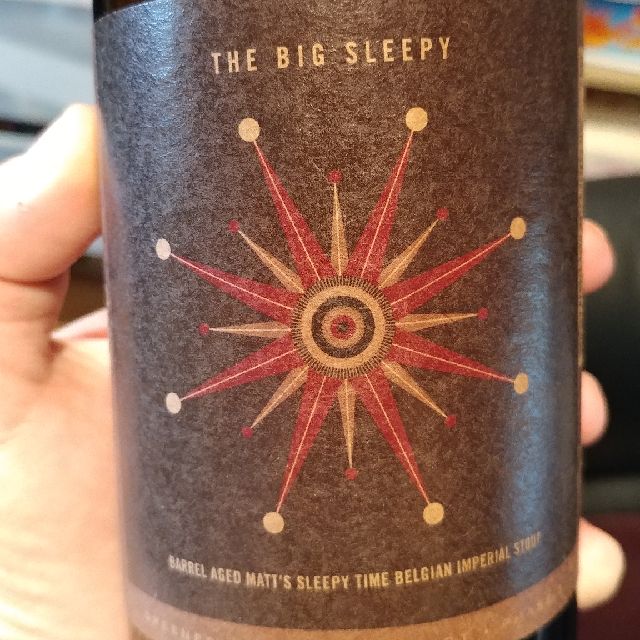 THE BIG SLEEPY
BARREL AGED MATT'S SLEEPY TIME BELGIAN IMPERIAL STOUT